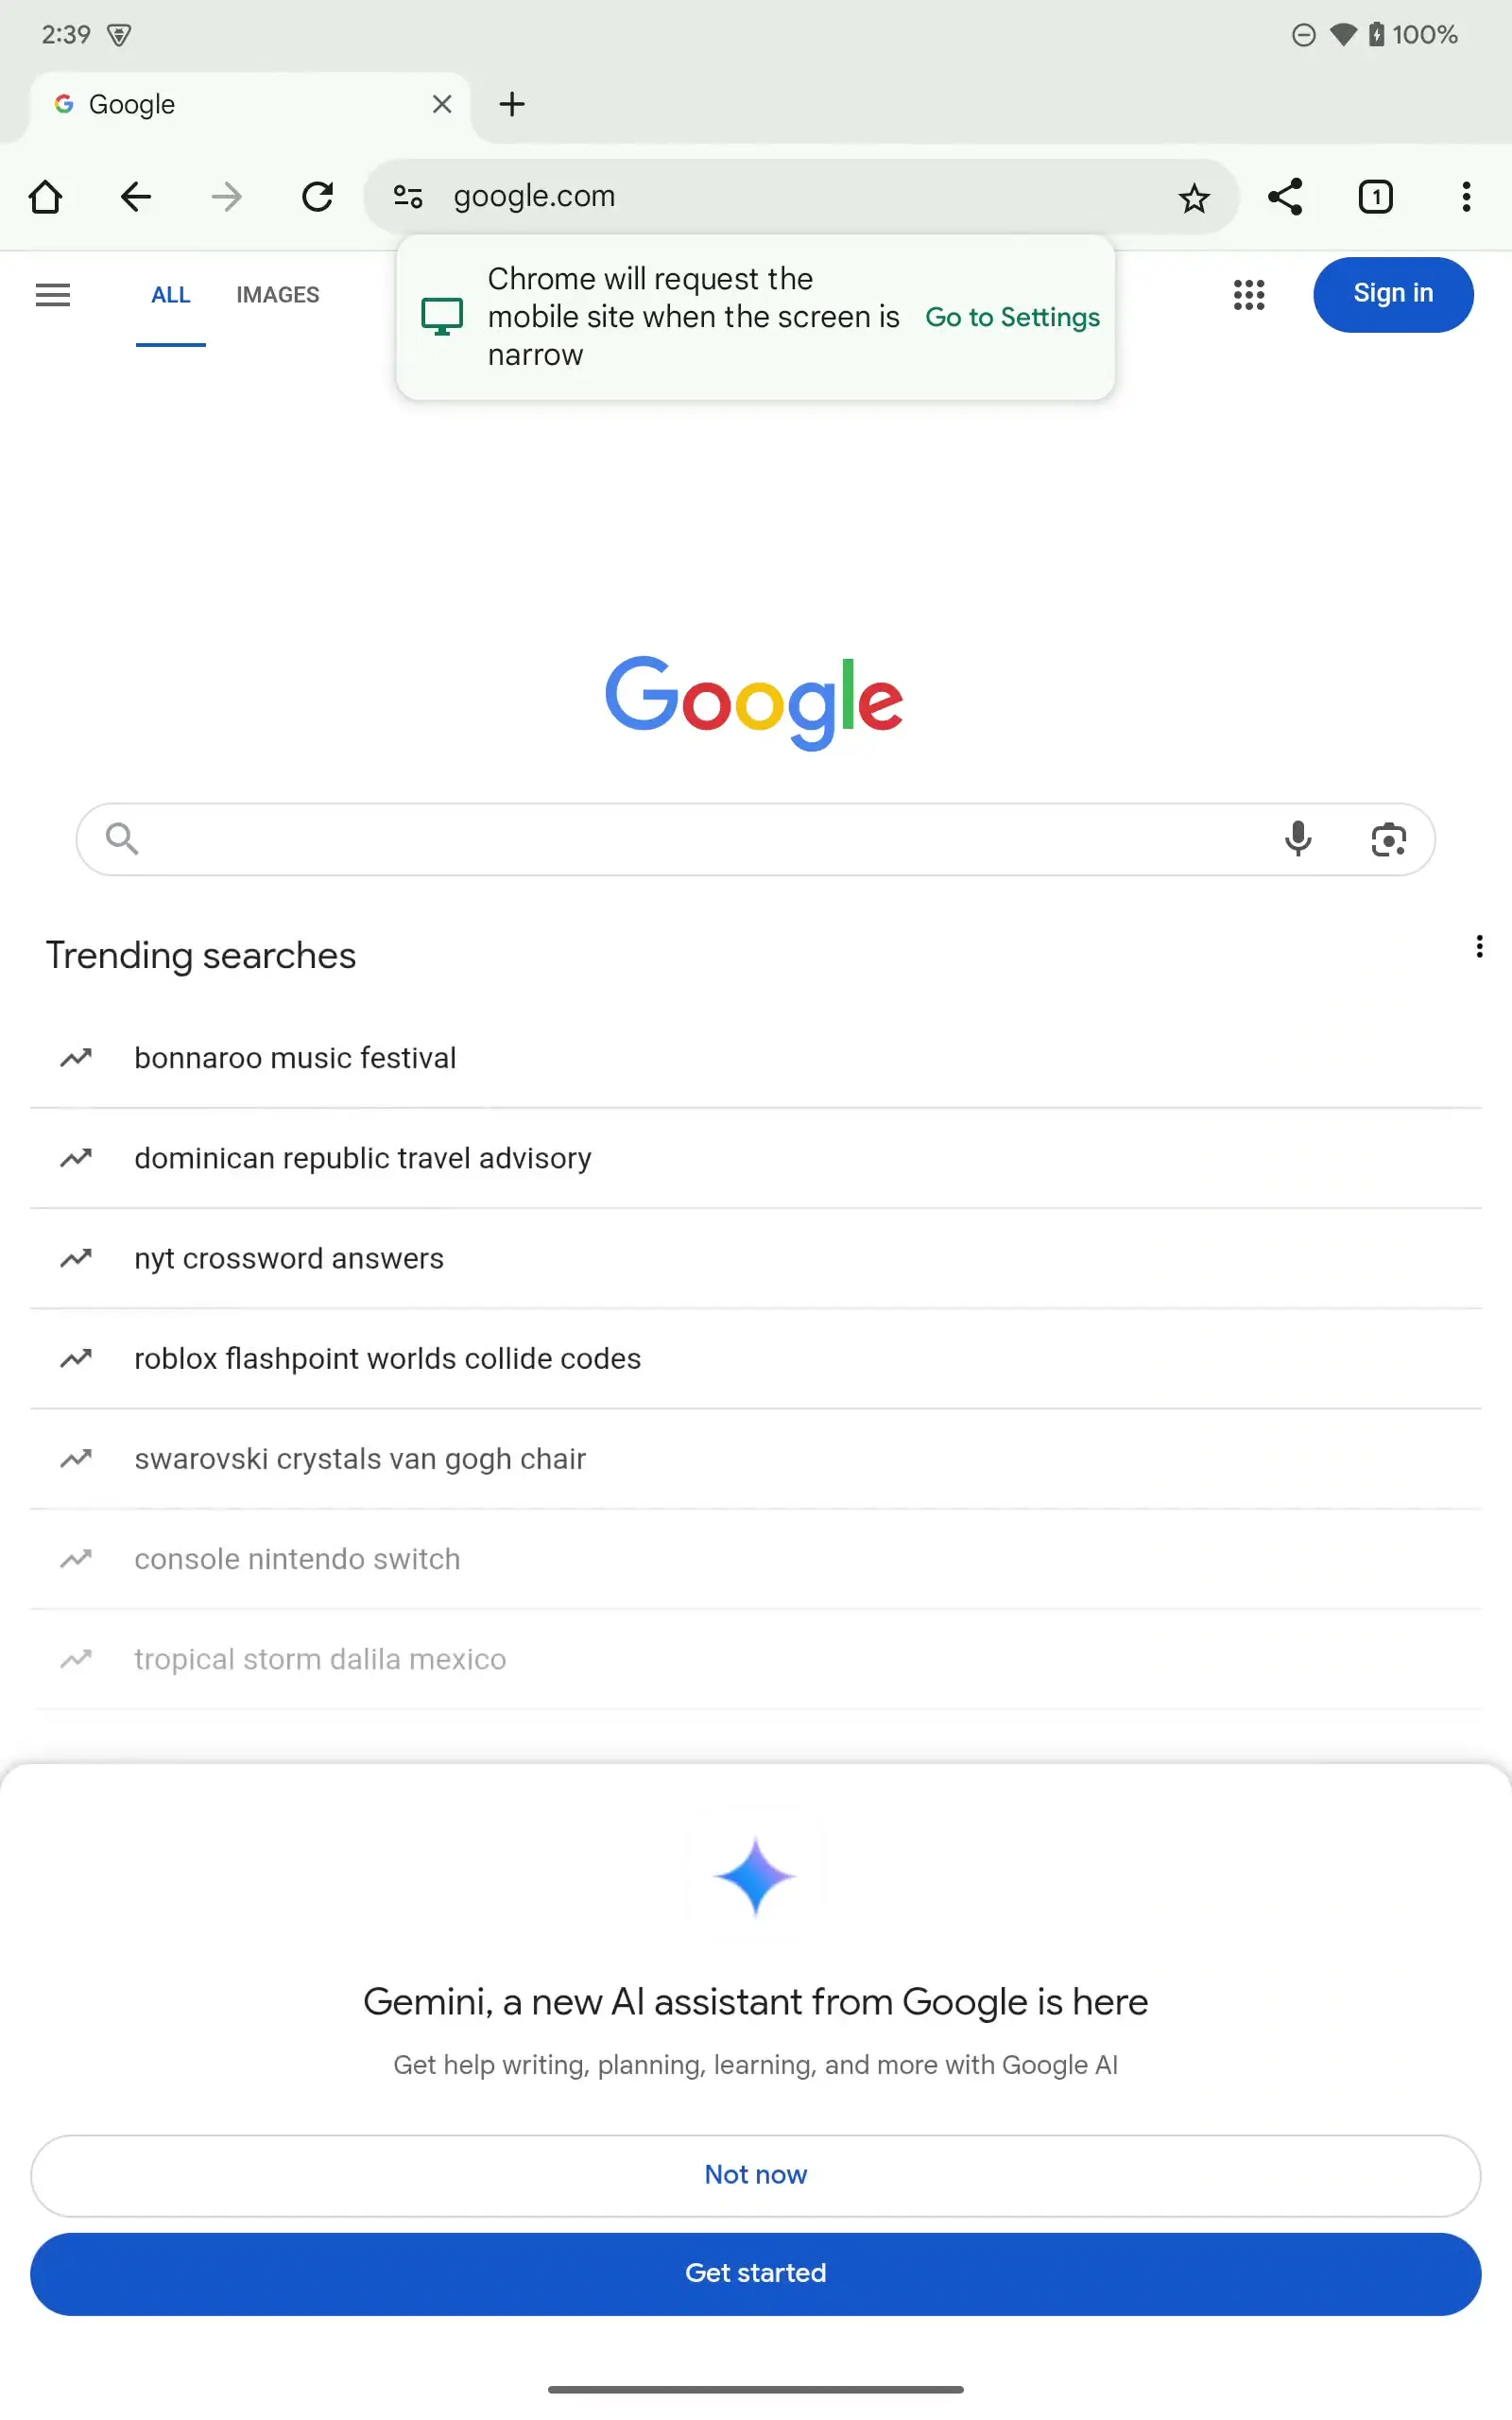 2:39
100%
Google
google.com
1
ALL
IMAGES
Chrome will request the
mobile site when the screen is
narrow
Go to Settings
Sign in
Google
Trending searches
bonnaroo music festival
dominican republic travel advisory
nyt crossword answers
roblox flashpoint worlds collide codes
swarovski crystals van gogh chair
console nintendo switch
tropical storm dalila mexico
Gemini, a new AI assistant from Google is here
Get help writing, planning, learning, and more with Google AI
Not now
Get started